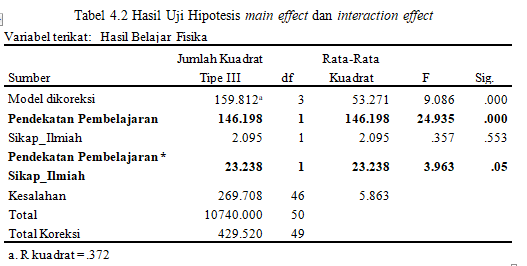 Tabel 4.2 Hasil Uji Hipotesis main effect dan interaction effect
Variabel terikat: Hasil Belajar Fisika
Sumber Jumlah Kuadrat Tipe III df Rata-Rata Kuadrat F Sig.
Model dikoreksi 159.812ᵃ 3 53.271 9.086 .000
Pendekatan Pembelajaran 146.198 1 146.198 24.935 .000
Sikap_Ilmiah 2.095 1 2.095 .357 .553
Pendekatan Pembelajaran * Sikap_Ilmiah 23.238 1 23.238 3.963 .05
Kesalahan 269.708 46 5.863
Total 10740.000 50
Total Koreksi 429.520 49
a. R kuadrat = .372